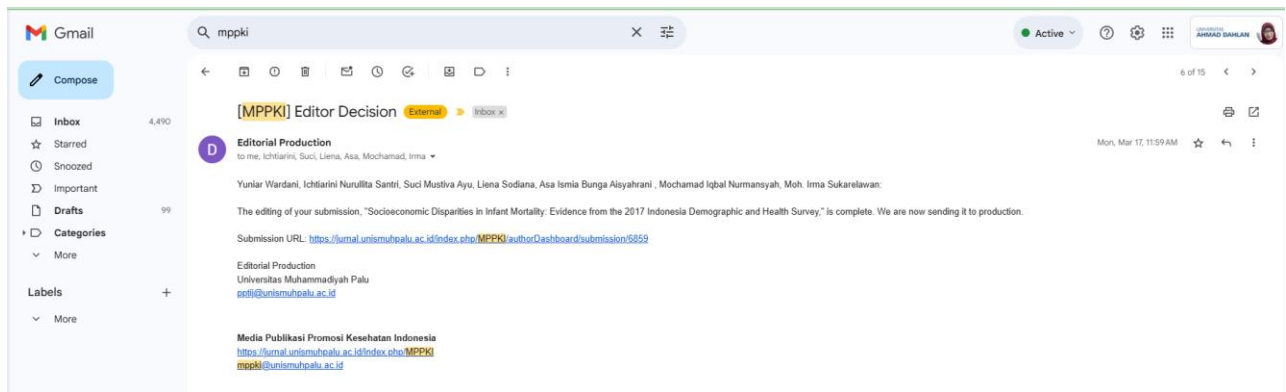 Gmail
mppki
Active
UNIVERSITAS
AHMAD DAHLAN
Compose
6 of 15
[MPPKI] Editor Decision External Inbox x
Inbox 4,490
Starred
Snoozed
Important
Drafts 99
Categories
More
Labels
More
D
Editorial Production
Mon, Mar 17, 11:59 AM
to me, Ichtiarini, Suci, Liena, Asa, Mochamad, Irma
Yuniar Wardani, Ichtiarini Nurullita Santri, Suci Mustiva Ayu, Liena Sodiana, Asa Ismia Bunga Aisyahrani , Mochamad Iqbal Nurmansyah, Moh. Irma Sukarelawan:
The editing of your submission, "Socioeconomic Disparities in Infant Mortality: Evidence from the 2017 Indonesia Demographic and Health Survey," is complete. We are now sending it to production.
Submission URL: https://jurnal.unismuhpalu.ac.id/index.php/MPPKI/authorDashboard/submission/6859
Editorial Production
Universitas Muhammadiyah Palu
pptij@unismuhpalu.ac.id
Media Publikasi Promosi Kesehatan Indonesia
https://jurnal.unismuhpalu.ac.id/index.php/MPPKI
mppki@unismuhpalu.ac.id